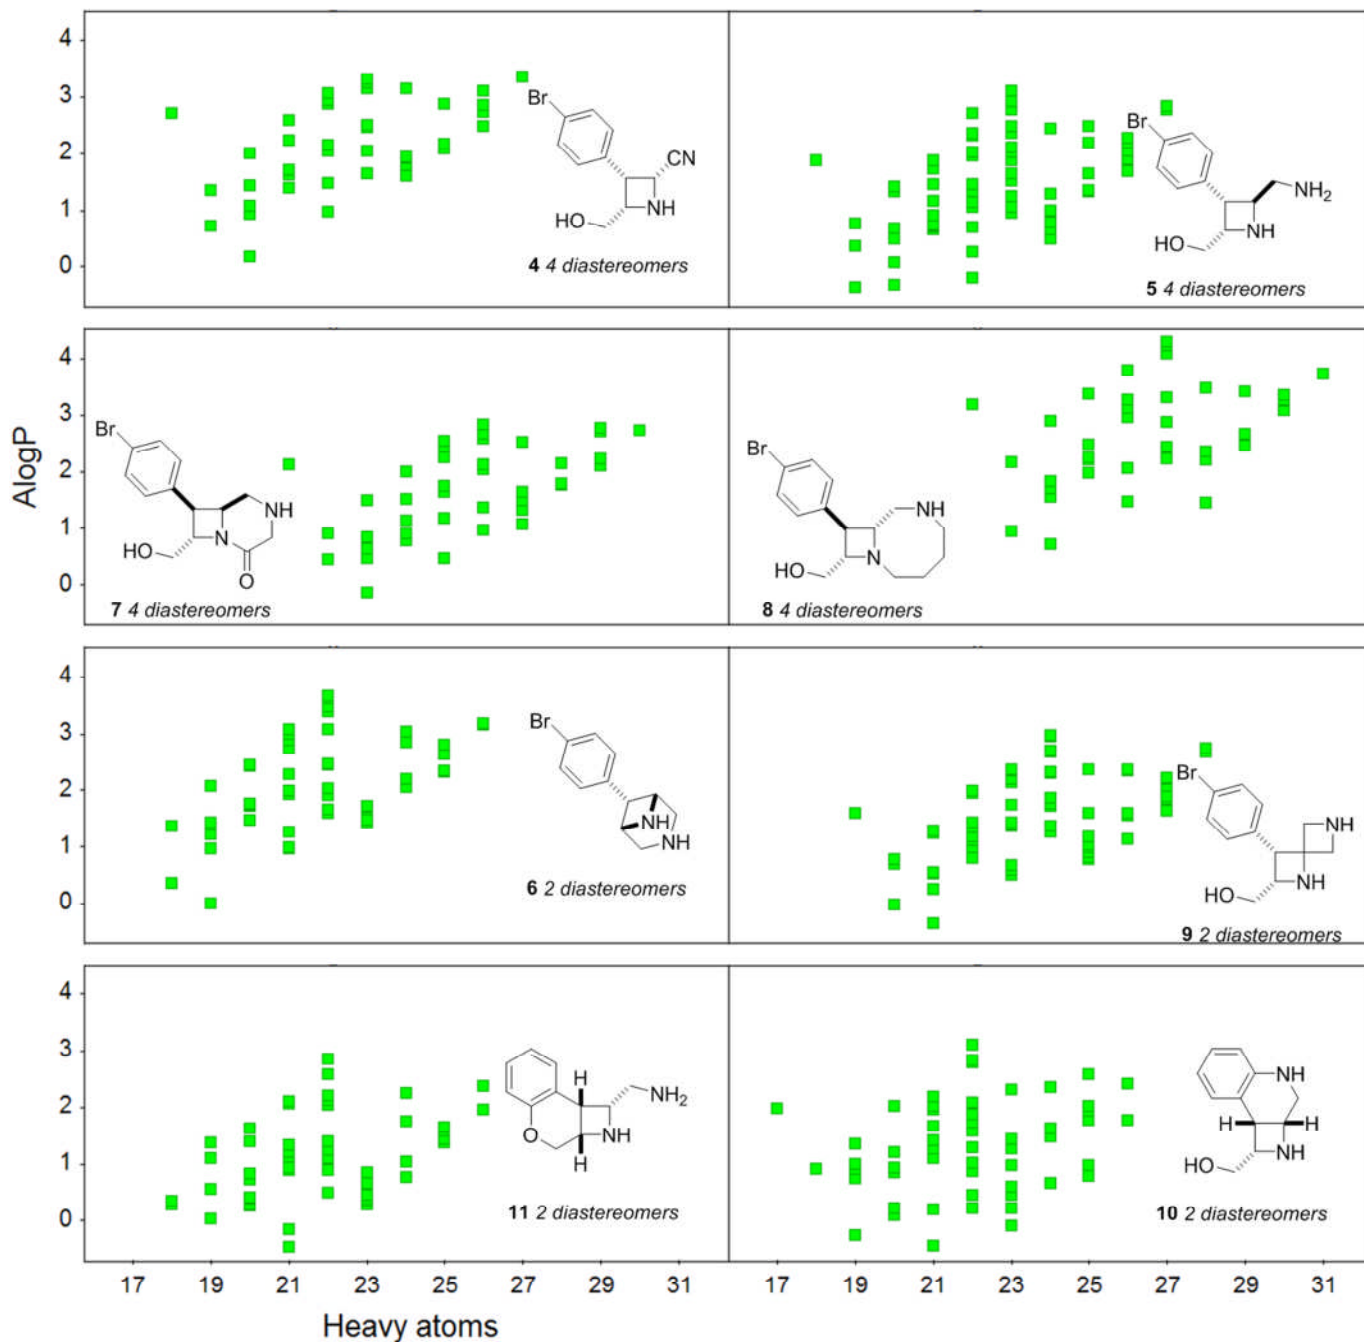 4
3
2
1
0
Br
CN
NH
HO
4 4 diastereomers
Br
NH2
NH
HO
5 4 diastereomers
AlogP
4
3
2
1
0
Br
NH
N
HO
O
7 4 diastereomers
Br
NH
N
HO
8 4 diastereomers
4
3
2
1
0
Br
NH
NH
6 2 diastereomers
Br
NH
NH
HO
9 2 diastereomers
4
3
2
1
0
H
NH2
O
NH
H
11 2 diastereomers
NH
H
H
NH
HO
10 2 diastereomers
17 19 21 23 25 27 29 31
17 19 21 23 25 27 29 31
Heavy atoms